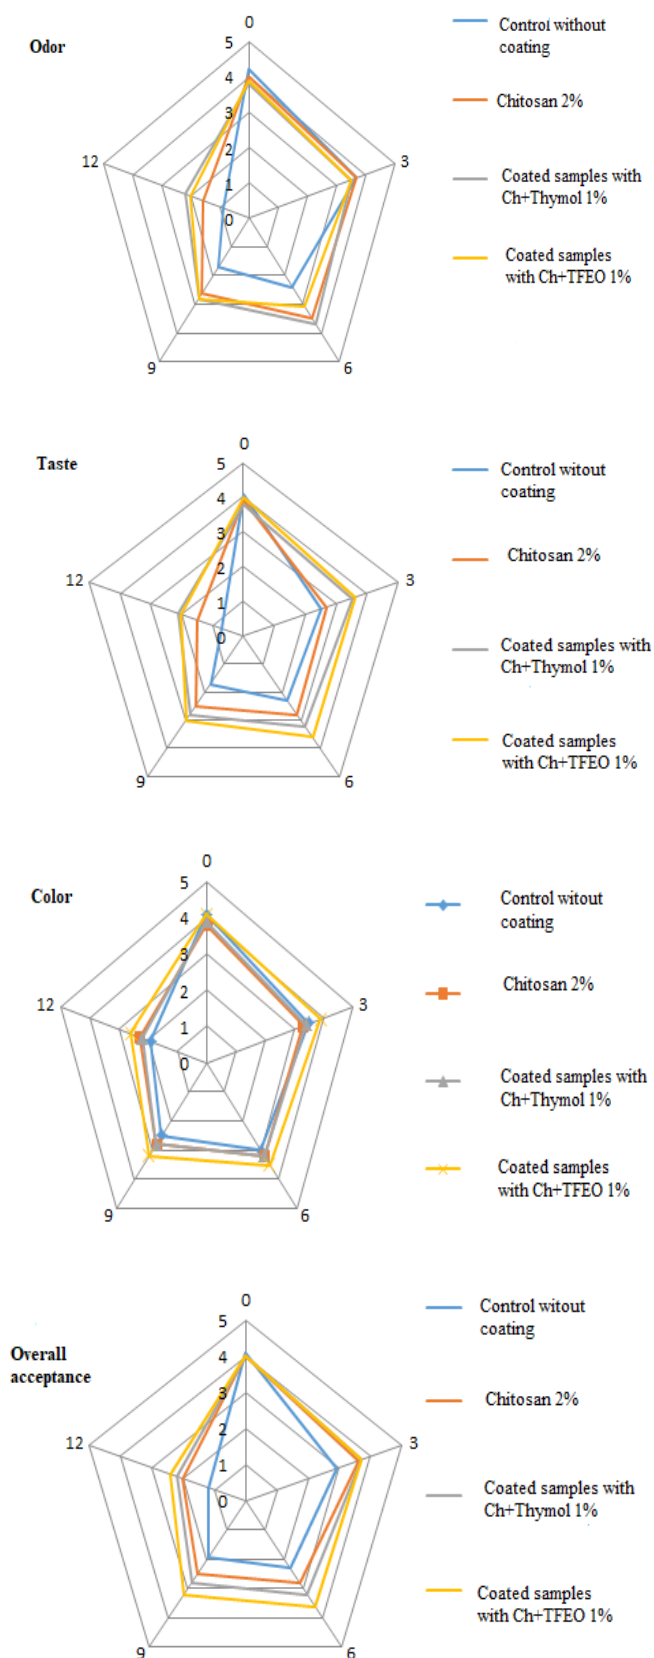 Odor
0
5
4
3
2
1
0
3
6
9
12
Control without
coating
Chitosan 2%
Coated samples with
Ch+Thymol 1%
Coated samples
with Ch+TFEO 1%
Taste
0
5
4
3
2
1
0
3
6
9
12
Control witout
coating
Chitosan 2%
Coated samples with
Ch+Thymol 1%
Coated samples
with Ch+TFEO 1%
Color
0
5
4
3
2
1
0
3
6
9
12
Control witout
coating
Chitosan 2%
Coated samples with
Ch+Thymol 1%
Coated samples
with Ch+TFEO 1%
Overall
acceptance
0
5
4
3
2
1
0
3
6
9
12
Control witout
coating
Chitosan 2%
Coated samples with
Ch+Thymol 1%
Coated samples
with Ch+TFEO 1%